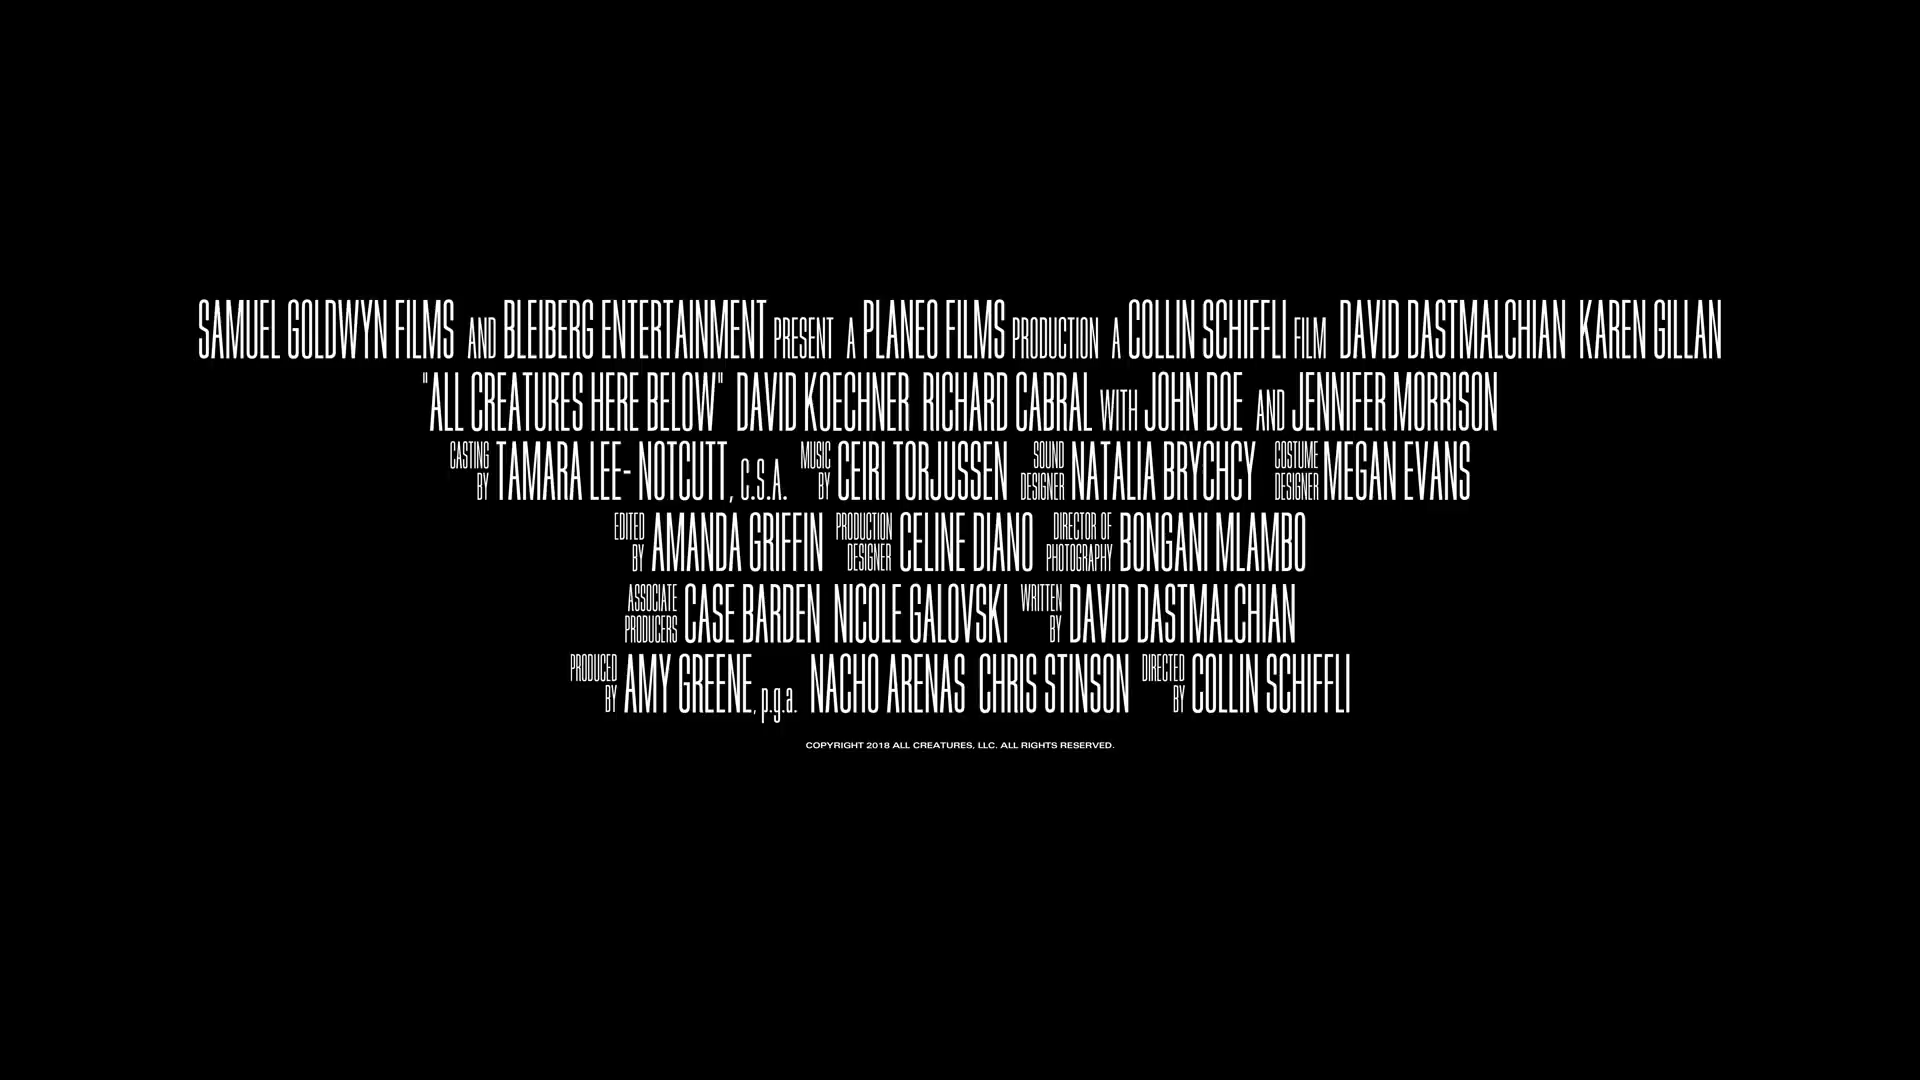 SAMUEL GOLDWYN FILMS AND BLEIBERG ENTERTAINMENT PRESENT A PLANEO FILMS PRODUCTION A COLLIN SCHIFFLI FILM DAVID DASTMALCHIAN KAREN GILLAN
"ALL CREATURES HERE BELOW" DAVID KOECHNER RICHARD CABRAL WITH JOHN DOE AND JENNIFER MORRISON
CASTING BY TAMARA LEE- NOTCUTT, C.S.A. MUSIC BY CEIRI TORJUSSEN SOUND DESIGNER NATALIA BRYCHCY COSTUME DESIGNER MEGAN EVANS
EDITED BY AMANDA GRIFFIN PRODUCTION DESIGNER CELINE DIANO DIRECTOR OF PHOTOGRAPHY BONGANI MLAMBO
ASSOCIATE PRODUCERS CASE BARDEN NICOLE GALOVSKI WRITTEN BY DAVID DASTMALCHIAN
PRODUCED BY AMY GREENE, p.g.a. NACHO ARENAS CHRIS STINSON DIRECTED BY COLLIN SCHIFFLI
COPYRIGHT 2018 ALL CREATURES, LLC. ALL RIGHTS RESERVED.